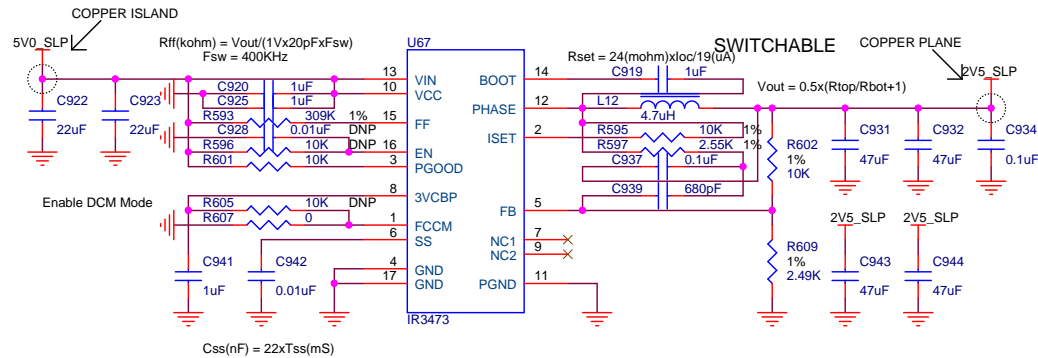 COPPER ISLAND
5V0_SLP
Rff(kohm) = Vout/(1Vx20pFxFsw)
Fsw = 400KHz
U67
Rset = 24(mohm)xIoc/19(uA)
SWITCHABLE
COPPER PLANE
2V5_SLP
Vout = 0.5x(Rtop/Rbot+1)
C922
22uF
C923
22uF
C920 1uF
C925 1uF
R593 309K 1%
C928 0.01uF DNP
R596 10K DNP
R601 10K
13 VIN
10 VCC
15 FF
16 EN
3 PGOOD
8 3VCBP
1 FCCM
6 SS
4 GND
17 GND
BOOT 14
PHASE 12
ISET 2
FB 5
NC1 7
NC2 9
PGND 11
IR3473
C919 1uF
L12
4.7uH
R595 10K 1%
R597 2.55K 1%
C937 0.1uF
C939 680pF
R602
1%
10K
C931
47uF
C932
47uF
C934
0.1uF
Enable DCM Mode
R605 10K DNP
R607 0
C941
1uF
C942
0.01uF
R609
1%
2.49K
2V5_SLP
C943
47uF
2V5_SLP
C944
47uF
Css(nF) = 22xTss(mS)